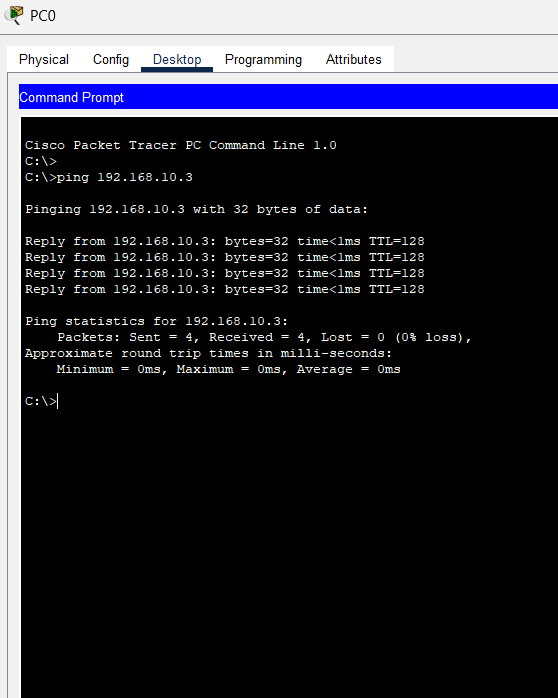 PC0
Physical Config Desktop Programming Attributes
Command Prompt
Cisco Packet Tracer PC Command Line 1.0
C:\>
C:\>ping 192.168.10.3
Pinging 192.168.10.3 with 32 bytes of data:
Reply from 192.168.10.3: bytes=32 time<1ms TTL=128
Reply from 192.168.10.3: bytes=32 time<1ms TTL=128
Reply from 192.168.10.3: bytes=32 time<1ms TTL=128
Reply from 192.168.10.3: bytes=32 time<1ms TTL=128
Ping statistics for 192.168.10.3:
Packets: Sent = 4, Received = 4, Lost = 0 (0% loss),
Approximate round trip times in milli-seconds:
Minimum = 0ms, Maximum = 0ms, Average = 0ms
C:\>